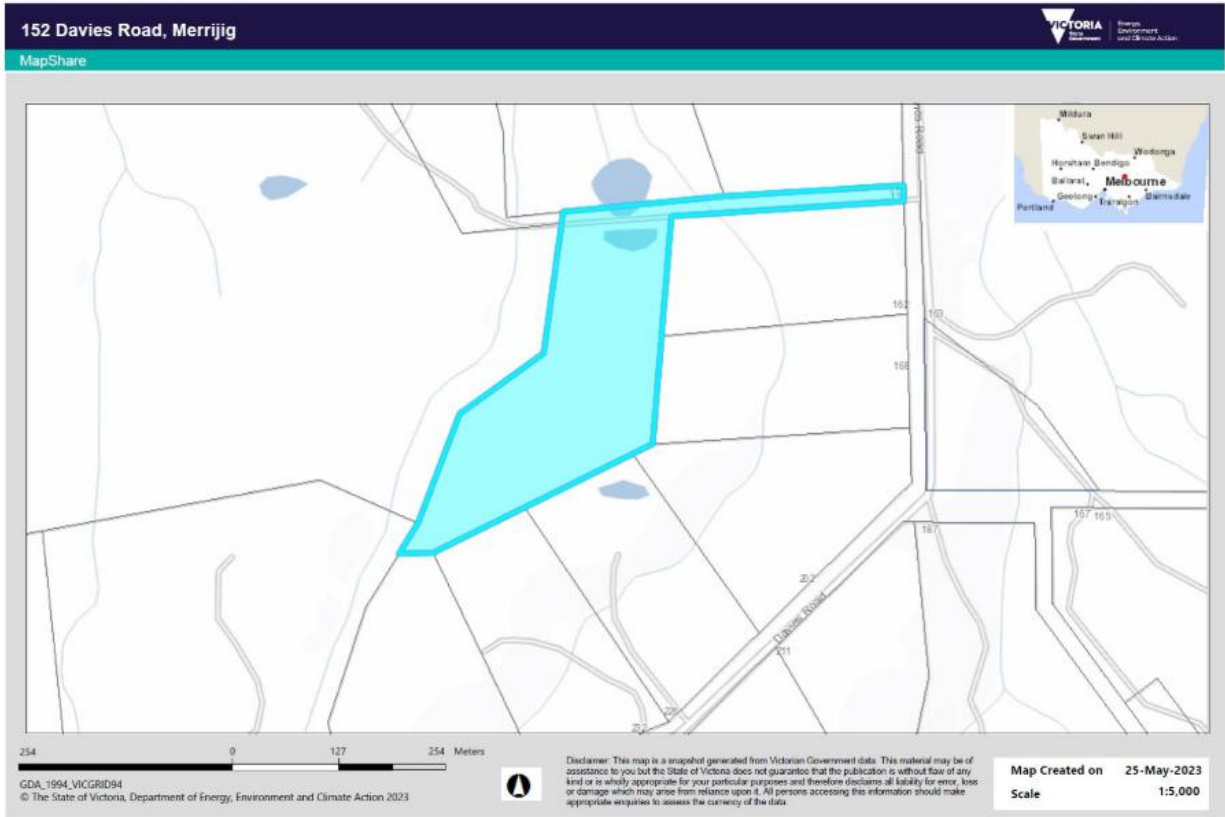 152 Davies Road, Merrijig
VICTORIA
State
Government
Energy,
Environment
and Climate Action
MapShare
Mildura
Swan Hill
Wodonga
Horsham Bendigo
Ballarat
Melbourne
Geelong
Traralgon
Bairnsdale
Portland
Road
162
163
166
167 165
187
202
Davies Road
211
252
254 0 127 254 Meters
GDA_1994_VICGRID94
© The State of Victoria, Department of Energy, Environment and Climate Action 2023
Disclaimer: This map is a snapshot generated from Victorian Government data. This material may be of
assistance to you but the State of Victoria does not guarantee that the publication is without flaw of any
kind or is wholly appropriate for your particular purposes and therefore disclaims all liability for error, loss
or damage which may arise from reliance upon it. All persons accessing this information should make
appropriate enquiries to assess the currency of the data.
Map Created on 25-May-2023
Scale 1:5,000